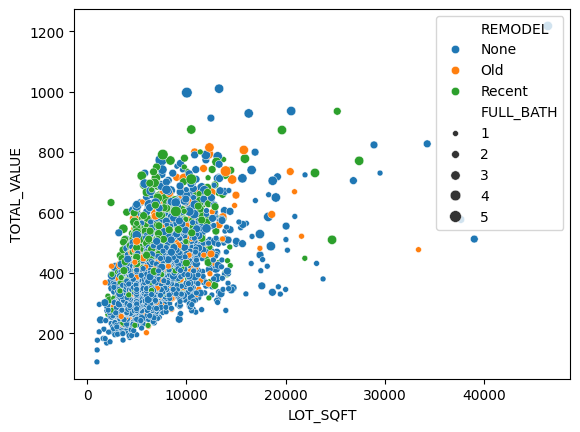 REMODEL
None
Old
Recent
FULL_BATH
1
2
3
4
5
1200
1000
800
600
400
200
TOTAL_VALUE
0
10000
20000
30000
40000
LOT_SQFT